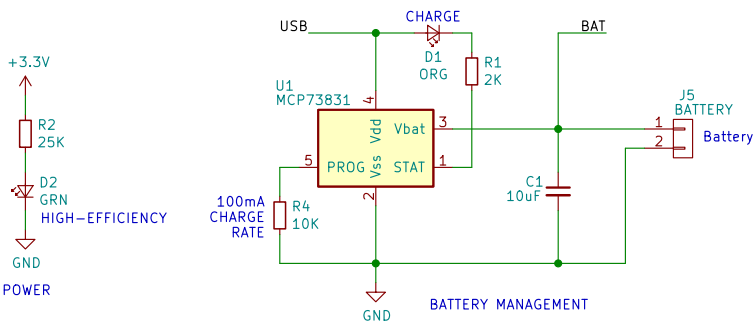 CHARGE
USB
BAT
D1
ORG
R1
2K
+3.3V
U1
MCP73831
4
J5
BATTERY
R2
25K
Vdd
Vbat
3
1
Battery
2
5
PROG
Vss
STAT
1
D2
GRN
HIGH-EFFICIENCY
2
C1
10uF
100mA
CHARGE
RATE
R4
10K
GND
POWER
BATTERY MANAGEMENT
GND